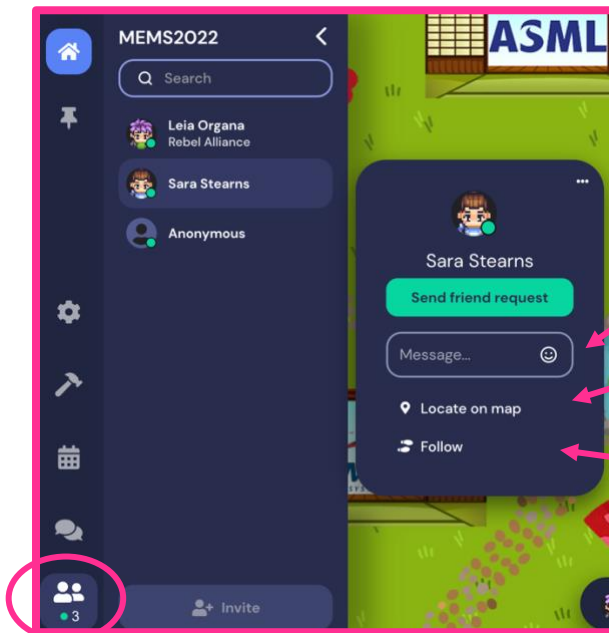 MEMS2022
Search
Leia Organa
Rebel Alliance
Sara Stearns
Anonymous
3
Invite
ASML
Sara Stearns
Send friend request
Message...
Locate on map
Follow